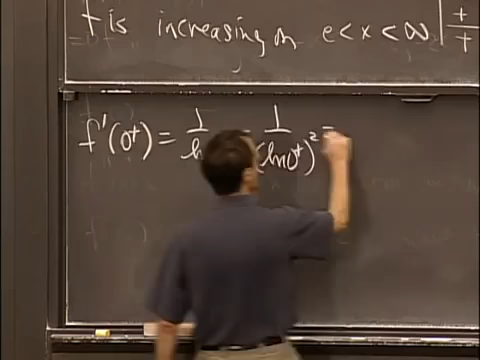 f is increasing on e < x < ∞
f'(0⁺) = 1/ln - 1/(ln 0⁺)² =